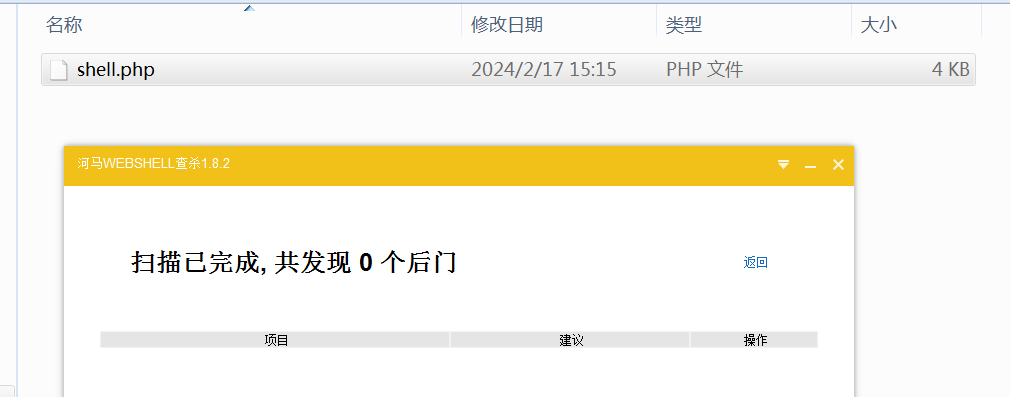 名称 修改日期 类型 大小
shell.php 2024/2/17 15:15 PHP 文件 4 KB
河马WEBSHELL查杀1.8.2
扫描已完成, 共发现 0 个后门 返回
项目 建议 操作